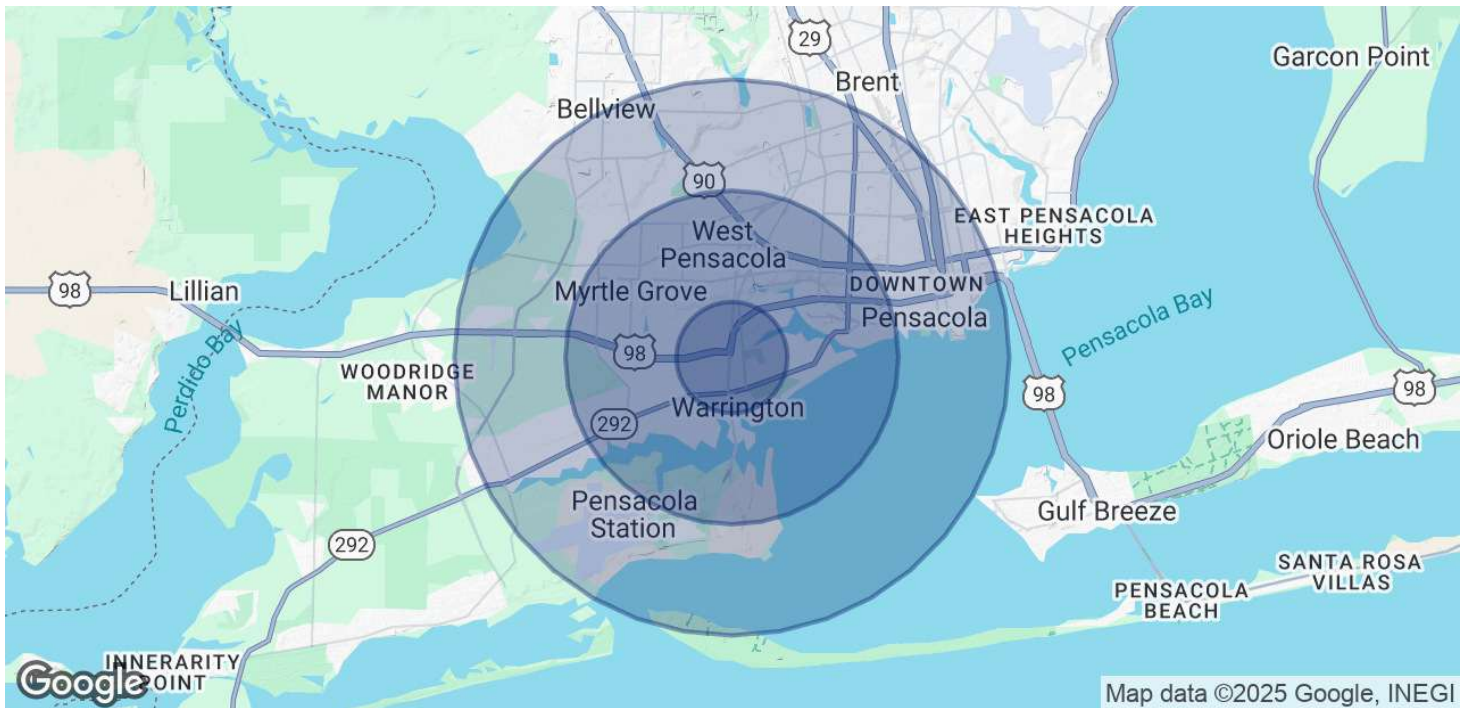 29
Garcon Point
Brent
Bellview
90
EAST PENSACOLA
HEIGHTS
West
Pensacola
98
Lillian
Myrtle Grove
DOWNTOWN
Pensacola
Pensacola Bay
Perdido Bay
98
WOODRIDGE
MANOR
98
98
Warrington
292
Oriole Beach
Pensacola
Station
Gulf Breeze
292
SANTA ROSA
VILLAS
PENSACOLA
BEACH
INNERARITY
POINT
Google
Map data ©2025 Google, INEGI